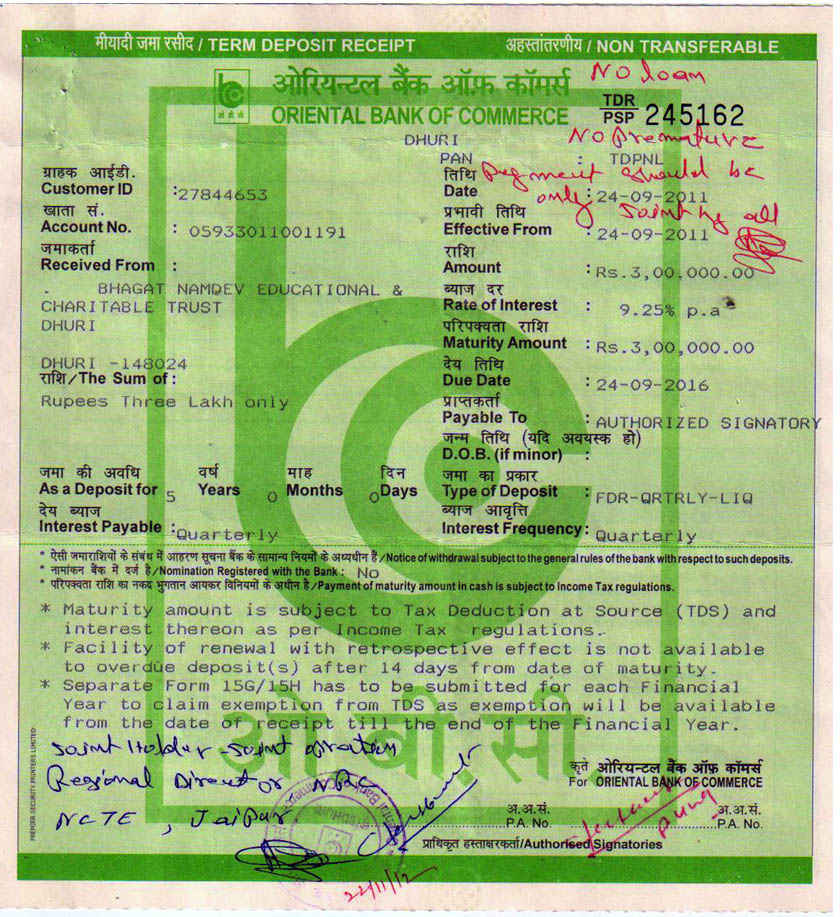 मीयादी जमा रसीद / TERM DEPOSIT RECEIPT
अहस्तांतरणीय / NON TRANSFERABLE
ओरियन्टल बैंक ऑफ़ कॉमर्स
ORIENTAL BANK OF COMMERCE
ओ बी सी
No loan
TDR
PSP 245162
DHURI
No Premature
PAN : TDPNL
Payment should be
only Joint by all
ग्राहक आई.डी.
Customer ID :27844653
तिथि
Date : 24-09-2011
खाता सं.
Account No. : 05933011001191
प्रभावी तिथि
Effective From : 24-09-2011
जमाकर्ता
Received From :
राशि
Amount : Rs.3,00,000.00
. BHAGAT NAMDEV EDUCATIONAL &
CHARITABLE TRUST
DHURI
ब्याज दर
Rate of Interest : 9.25% p.a
परिपक्वता राशि
Maturity Amount : Rs.3,00,000.00
DHURI -148024
देय तिथि
Due Date : 24-09-2016
राशि/The Sum of :
Rupees Three Lakh only
प्राप्तकर्ता
Payable To : AUTHORIZED SIGNATORY
जन्म तिथि (यदि अवयस्क हो)
D.O.B. (if minor) :
जमा की अवधि वर्ष माह दिन
As a Deposit for 5 Years 0 Months 0 Days
जमा का प्रकार
Type of Deposit : FDR-QRTRLY-LIQ
देय ब्याज
Interest Payable :Quarterly
ब्याज आवृत्ति
Interest Frequency: Quarterly
* ऐसी जमाराशियों के संबंध में आहरण सूचना बैंक के सामान्य नियमों के अध्यधीन हैं/Notice of withdrawal subject to the general rules of the bank with respect to such deposits.
* नामांकन बैंक में दर्ज है/Nomination Registered with the Bank : No
* परिपक्वता राशि का नकद भुगतान आयकर विनियमों के अधीन है/Payment of maturity amount in cash is subject to Income Tax regulations.
* Maturity amount is subject to Tax Deduction at Source (TDS) and
interest thereon as per Income Tax regulations.
* Facility of renewal with retrospective effect is not available
to overdue deposit(s) after 14 days from date of maturity.
* Separate Form 15G/15H has to be submitted for each Financial
Year to claim exemption from TDS as exemption will be available
from the date of receipt till the end of the Financial Year.
ओ. बी. सी.
Joint Holder - Joint operation
Regional Director NRC
NCTE, Jaipur
कृते ओरियन्टल बैंक ऑफ़ कॉमर्स
For ORIENTAL BANK OF COMMERCE
अ.अ.सं.
P.A. No.
अ.अ.सं.
P.A. No.
प्राधिकृत हस्ताक्षरकर्ता/Authorised Signatories
22/11/12
PREMIER SECURITY PRINTERS LIMITED